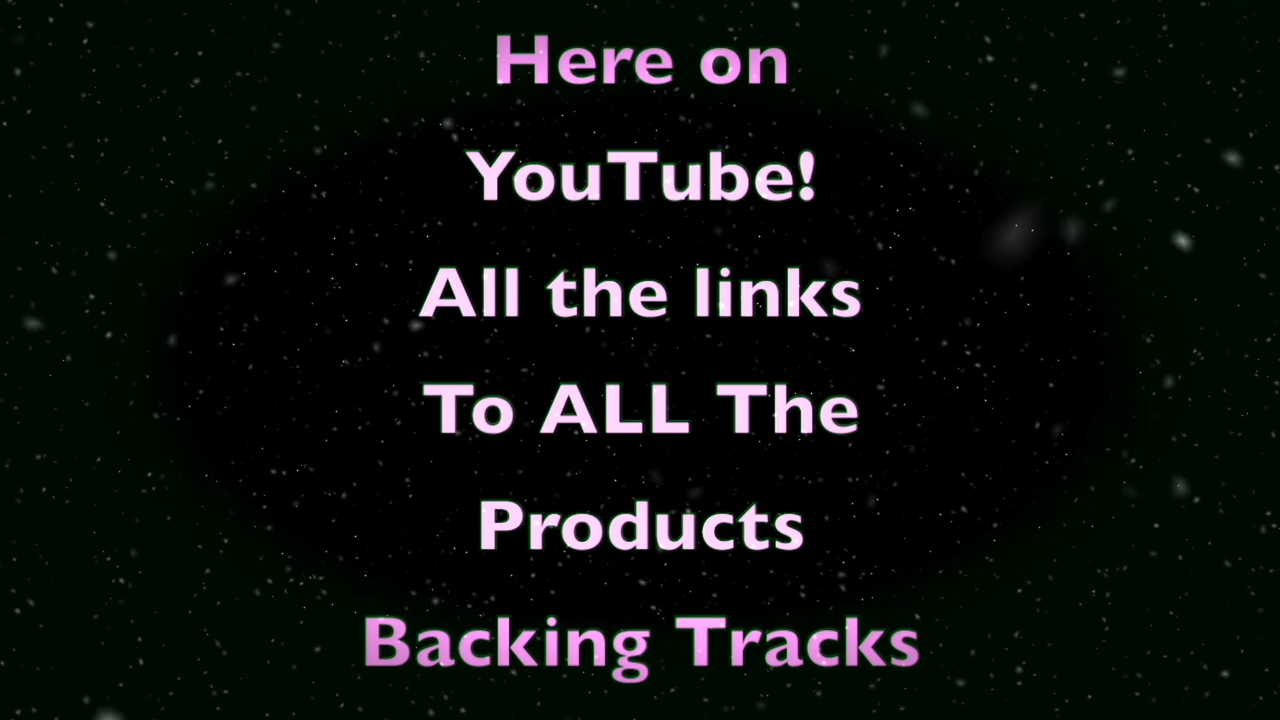 Here on
YouTube!
All the links
To ALL The
Products
Backing Tracks